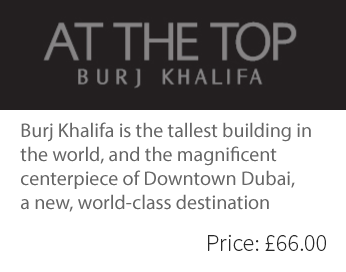 AT THE TOP
BURJ KHALIFA
Burj Khalifa is the tallest building in
the world, and the magnificent
centerpiece of Downtown Dubai,
a new, world-class destination
Price: £66.00